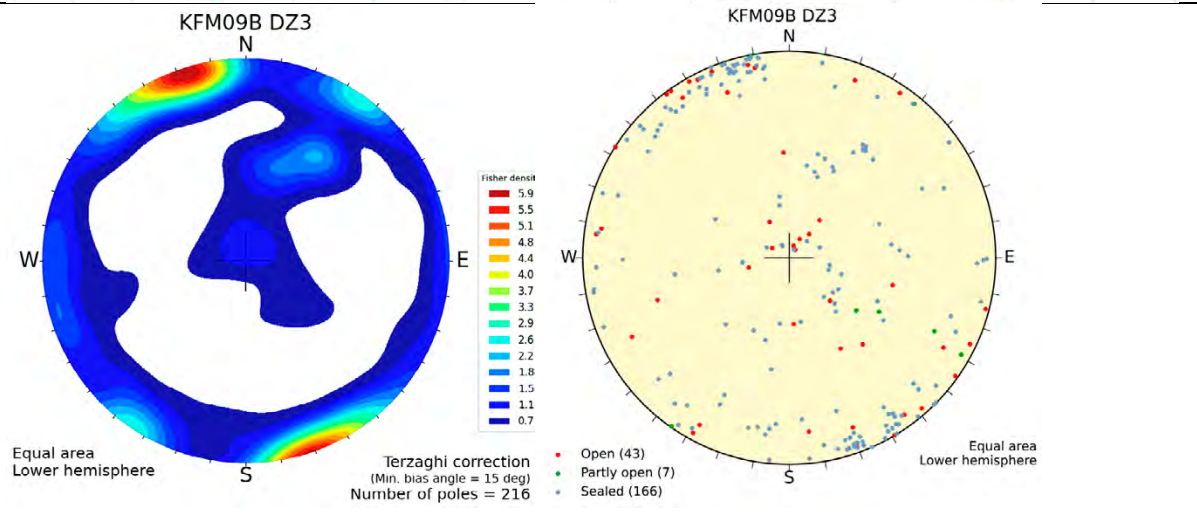 KFM09B DZ3
N
W
E
S
Fisher densit
5.9
5.5
5.1
4.8
4.4
4.0
3.7
3.3
2.9
2.6
2.2
1.8
1.5
1.1
0.7
Equal area
Lower hemisphere
Terzaghi correction
(Min. bias angle = 15 deg)
Number of poles = 216
KFM09B DZ3
N
W
E
S
Open (43)
Partly open (7)
Sealed (166)
Equal area
Lower hemisphere